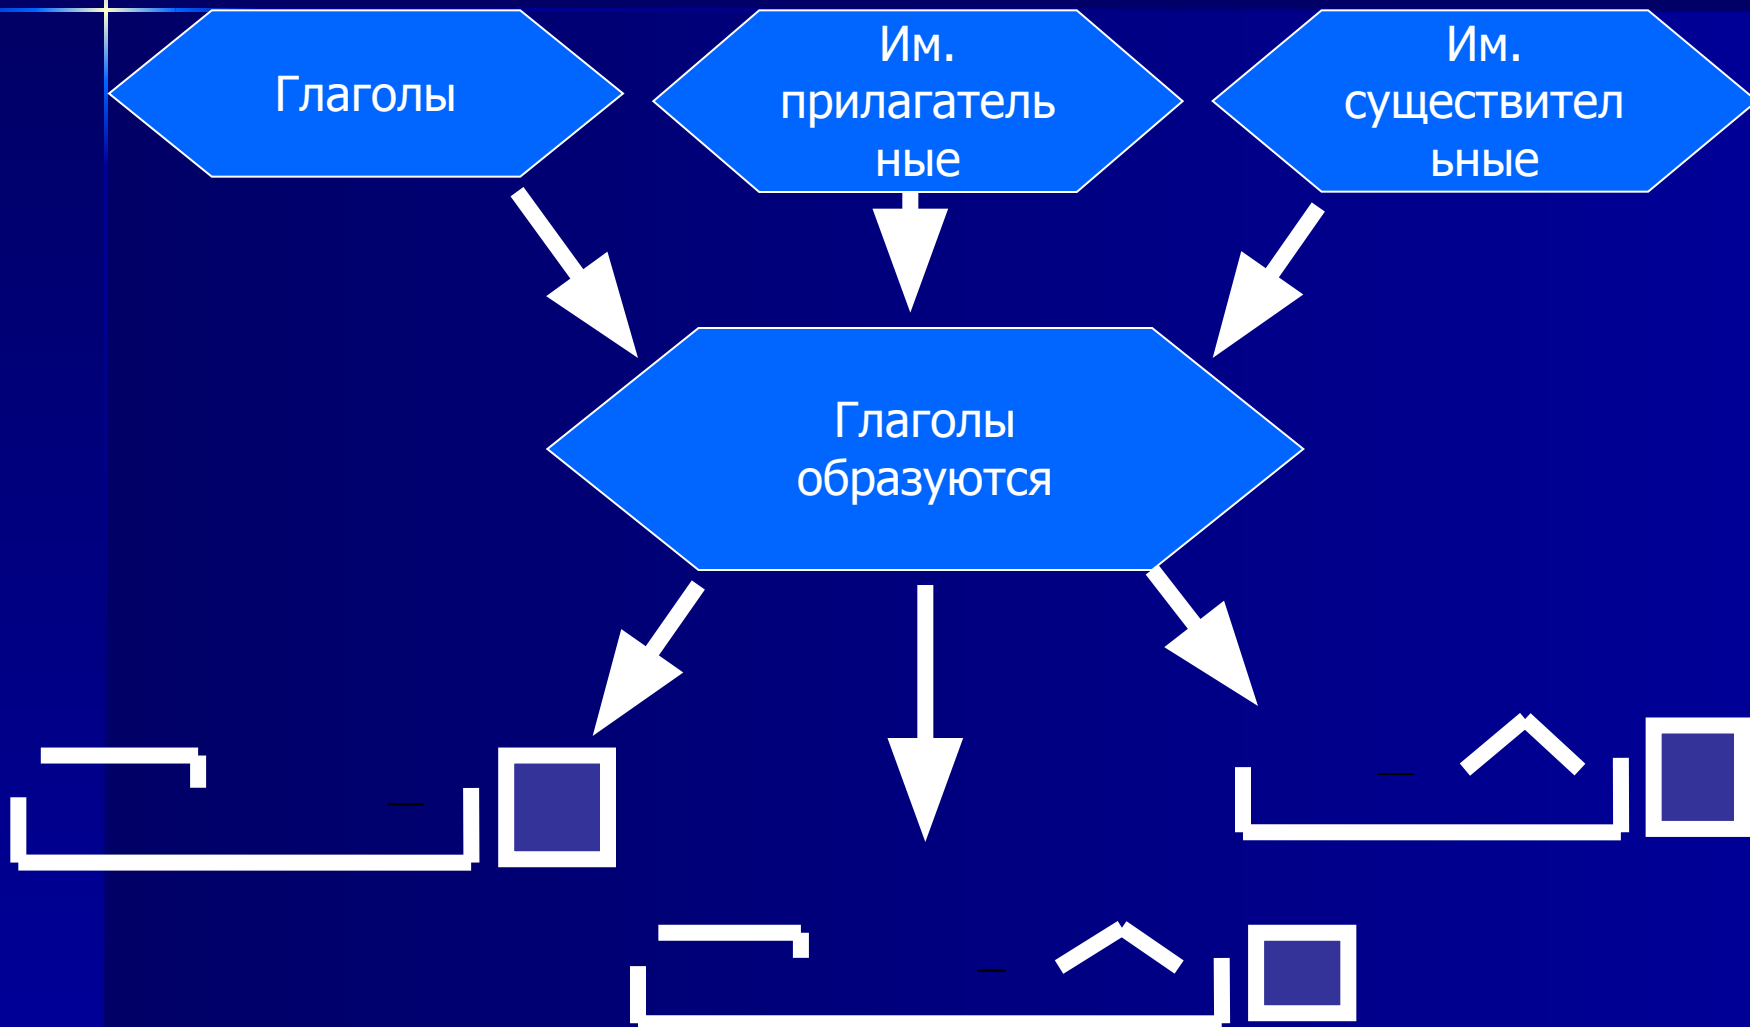 Глаголы
Им.
прилагатель
ные
Им.
существител
ьные
Глаголы
образуются